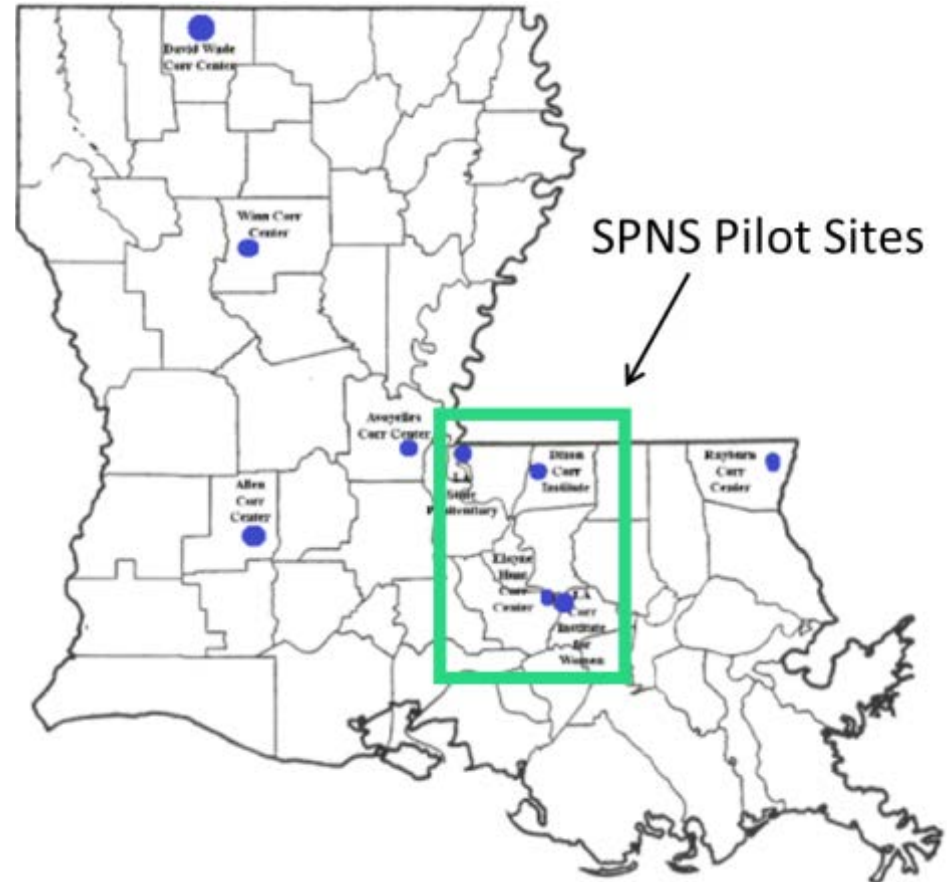 David Wade
Corr Center
Winn Corr
Center
SPNS Pilot Sites
Avoyelles
Corr Center
LA
State
Penitentiary
Dixon
Corr
Institute
Rayburn
Corr
Center
Allen
Corr
Center
Elayne
Hunt
Corr
Center
LA
Corr
Institute
for
Women